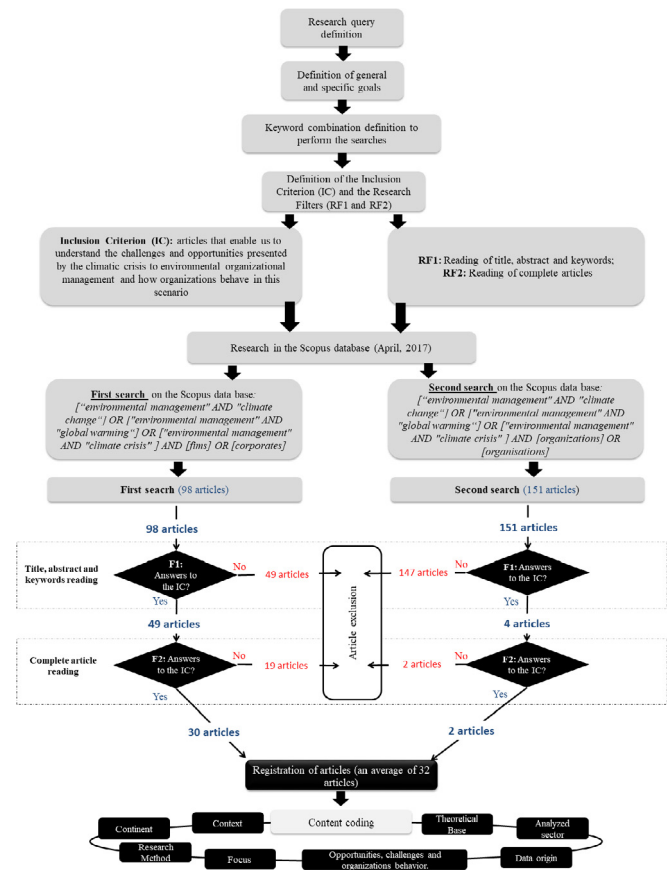 Research query
definition
Definition of general
and specific goals
Keyword combination definition to
perform the searches
Definition of the Inclusion
Criterion (IC) and the Research
Filters (RF1 and RF2)
Inclusion Criterion (IC): articles that enable us to
understand the challenges and opportunities presented
by the climatic crisis to environmental organizational
management and how organizations behave in this
scenario
RF1: Reading of title, abstract and keywords;
RF2: Reading of complete articles
Research in the Scopus database (April, 2017)
First search on the Scopus data base:
["environmental management" AND "climate
change"] OR ["environmental management" AND
"global warming"] OR ["environmental management"
AND "climate crisis" ] AND [fims] OR [corporates]
Second search on the Scopus data base:
["environmental management" AND "climate
change"] OR ["environmental management" AND
"global warming"] OR ["environmental management"
AND "climate crisis" ] AND [organizations] OR
[organisations]
First seacrh (98 articles)
Second search (151 articles)
98 articles
151 articles
Title, abstract and
keywords reading
F1:
Answers to
the IC?
No
49 articles
Article exclusion
147 articles
No
F1:
Answers to
the IC?
Yes
Yes
49 articles
4 articles
Complete article
reading
F2: Answers
to the IC?
No
19 articles
2 articles
No
F2: Answers
to the IC?
Yes
Yes
30 articles
2 articles
Registration of articles (an average of 32
articles)
Continent
Context
Content coding
Theoretical
Base
Analyzed
sector
Research
Method
Focus
Opportunities, challenges and
organizations behavior.
Data origin